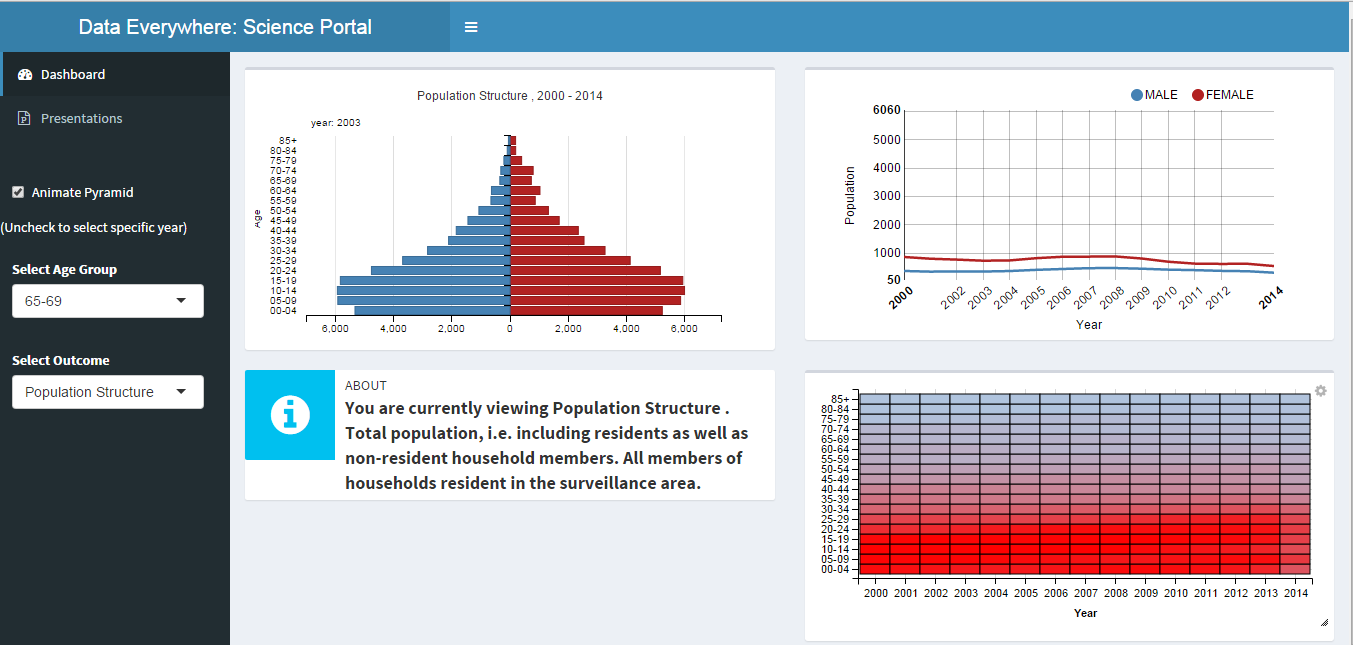 Data Everywhere: Science Portal
Dashboard
Presentations
Animate Pyramid
(Uncheck to select specific year)
Select Age Group
65-69
Select Outcome
Population Structure
Population Structure , 2000 - 2014
year: 2003
Age
85+
80-84
75-79
70-74
65-69
60-64
55-59
50-54
45-49
40-44
35-39
30-34
25-29
20-24
15-19
10-14
05-09
00-04
6,000 4,000 2,000 0 2,000 4,000 6,000
MALE FEMALE
Population
6060
5000
4000
3000
2000
1000
50
2000 2002 2003 2004 2005 2006 2007 2008 2009 2010 2011 2012 2014
Year
ABOUT
You are currently viewing Population Structure .
Total population, i.e. including residents as well as
non-resident household members. All members of
households resident in the surveillance area.
85+
80-84
75-79
70-74
65-69
60-64
55-59
50-54
45-49
40-44
35-39
30-34
25-29
20-24
15-19
10-14
05-09
00-04
2000 2001 2002 2003 2004 2005 2006 2007 2008 2009 2010 2011 2012 2013 2014
Year